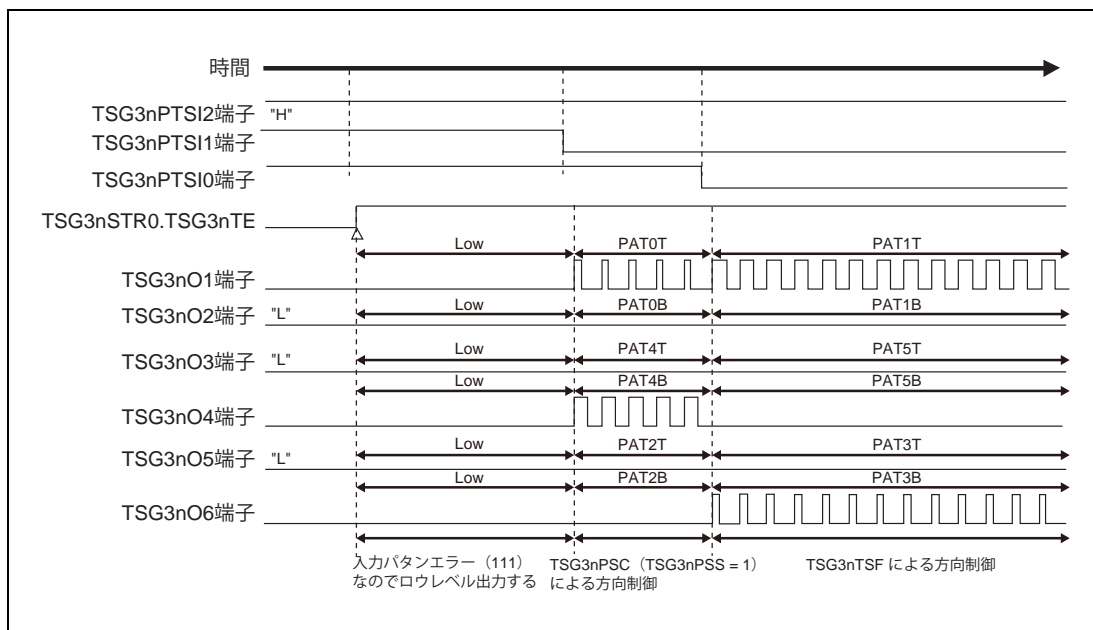 時間
TSG3nPTSI2端子 "H"
TSG3nPTSI1端子
TSG3nPTSI0端子
TSG3nSTR0.TSG3nTE
Low PAT0T PAT1T
TSG3nO1端子
Low PAT0B PAT1B
TSG3nO2端子 "L"
Low PAT4T PAT5T
TSG3nO3端子 "L"
Low PAT4B PAT5B
TSG3nO4端子
Low PAT2T PAT3T
TSG3nO5端子 "L"
Low PAT2B PAT3B
TSG3nO6端子
入力パタンエラー（111）
なのでロウレベル出力する
TSG3nPSC（TSG3nPSS = 1）
による方向制御
TSG3nTSF による方向制御